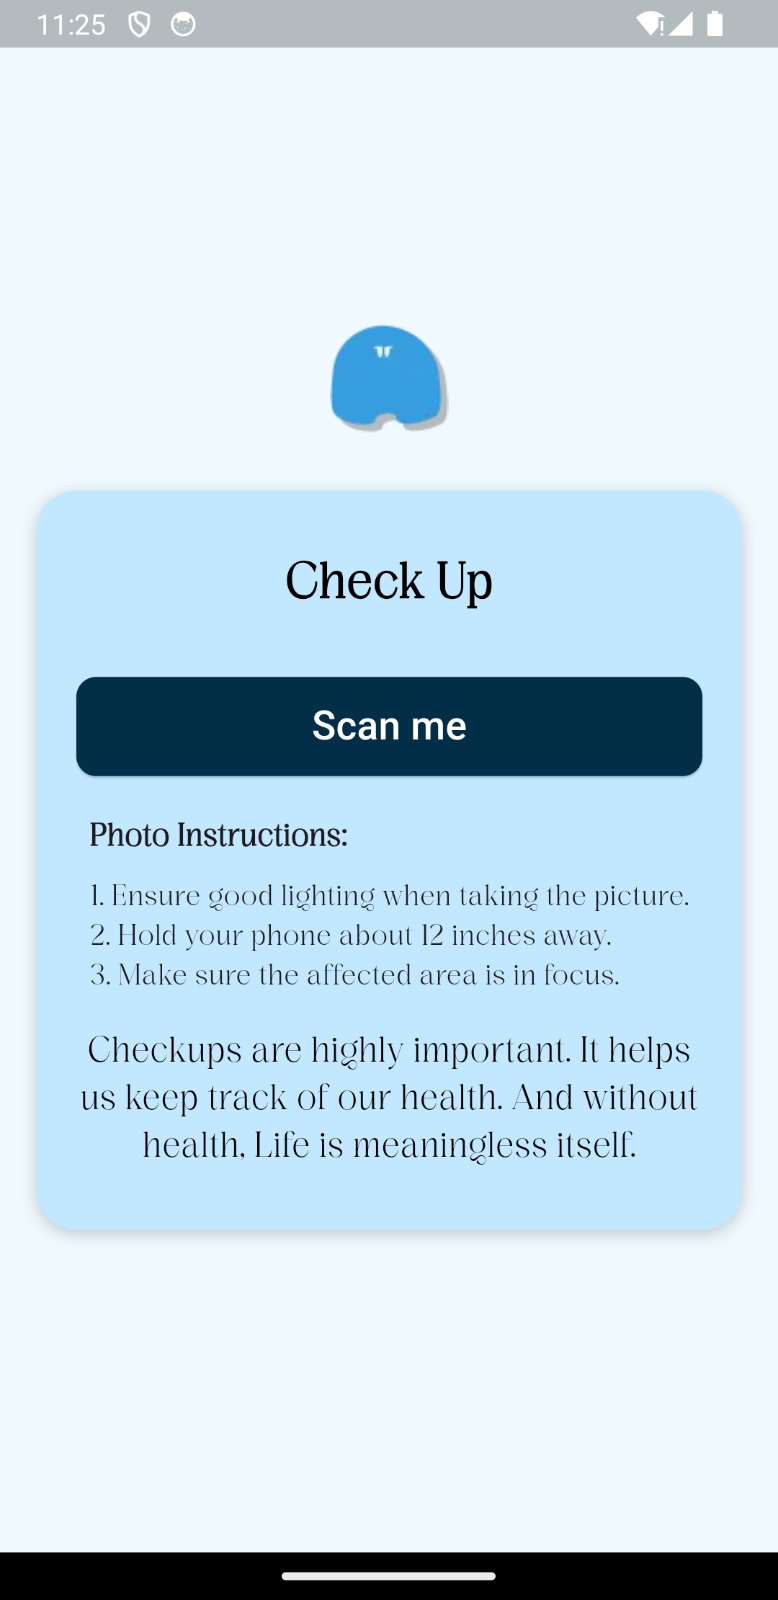 11:25
Check Up
Scan me
Photo Instructions:
1. Ensure good lighting when taking the picture.
2. Hold your phone about 12 inches away.
3. Make sure the affected area is in focus.
Checkups are highly important. It helps
us keep track of our health. And without
health, Life is meaningless itself.